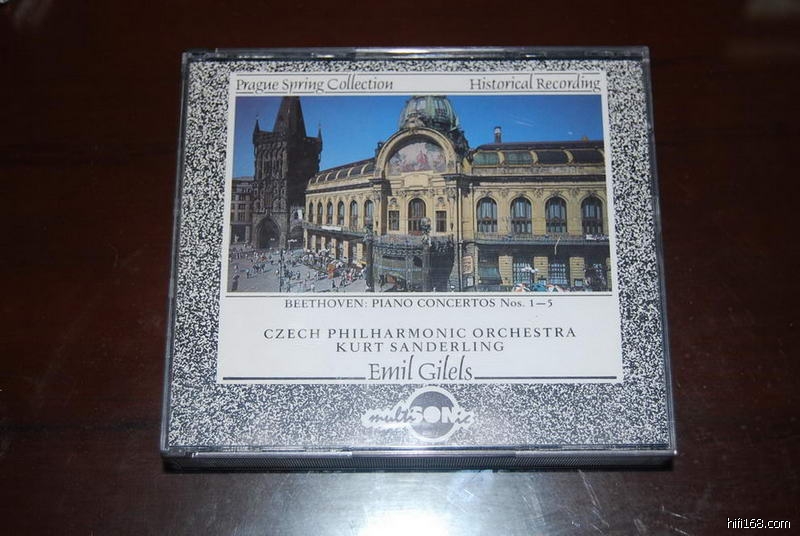 Prague Spring Collection Historical Recording
BEETHOVEN: PIANO CONCERTOS Nos. 1—5
CZECH PHILHARMONIC ORCHESTRA
KURT SANDERLING
Emil Gilels
multiSONic
hifi168.com